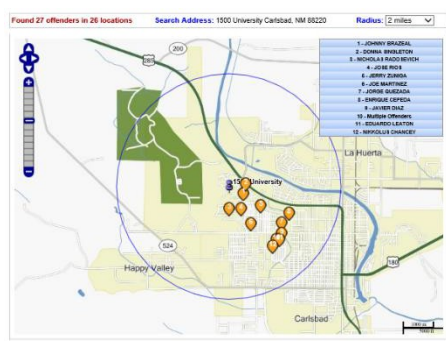 Found 27 offenders in 26 locations
Search Address: 1500 University Carlsbad, NM 88220
Radius: 2 miles
1 - JOHNNY BRAZEAL
2 - DONNA SINGLETON
3 - NICHOLAS RADOSEVICH
4 - JOSE RIOS
5 - JERRY ZUNIGA
6 - JOE MARTINEZ
7 - JORGE QUEZADA
8 - ENRIQUE CEPEDA
9 - JAVIER DIAZ
10 - Multiple Offenders
11 - EDUARDO LEATON
12 - NIKKOLUS CHANCEY
200
285
La Huerta
University
524
Happy Valley
180
Carlsbad